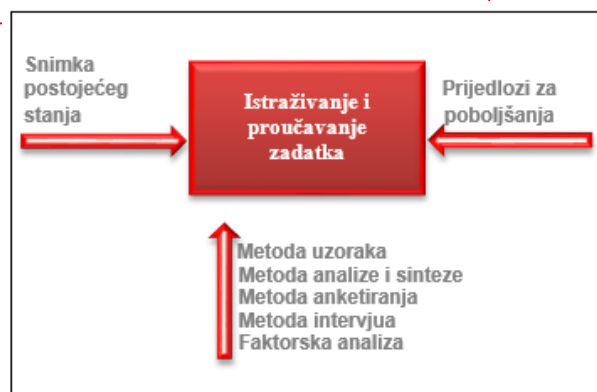 Snimka
postojećeg
stanja
Istraživanje i
proučavanje
zadatka
Prijedlozi za
poboljšanja
Metoda uzoraka
Metoda analize i sinteze
Metoda anketiranja
Metoda intervjua
Faktorska analiza